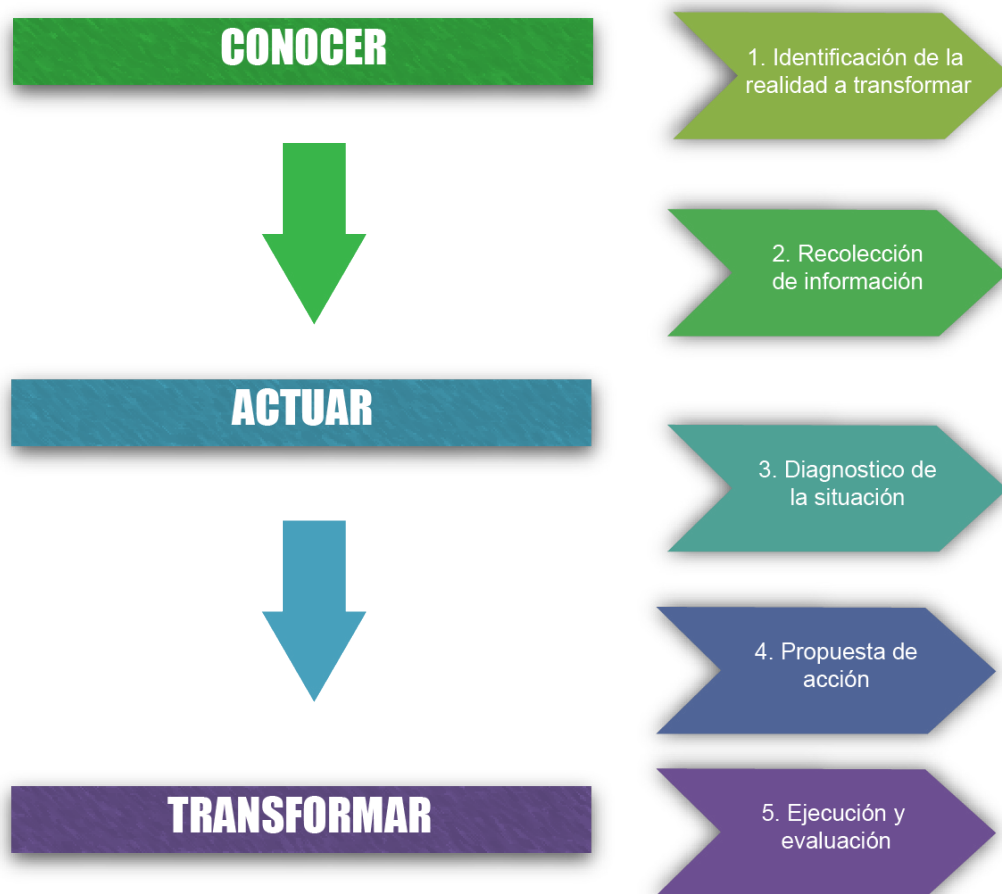 CONOCER
1. Identificación de la
realidad a transformar
2. Recolección
de información
ACTUAR
3. Diagnostico de
la situación
4. Propuesta de
acción
TRANSFORMAR
5. Ejecución y
evaluación